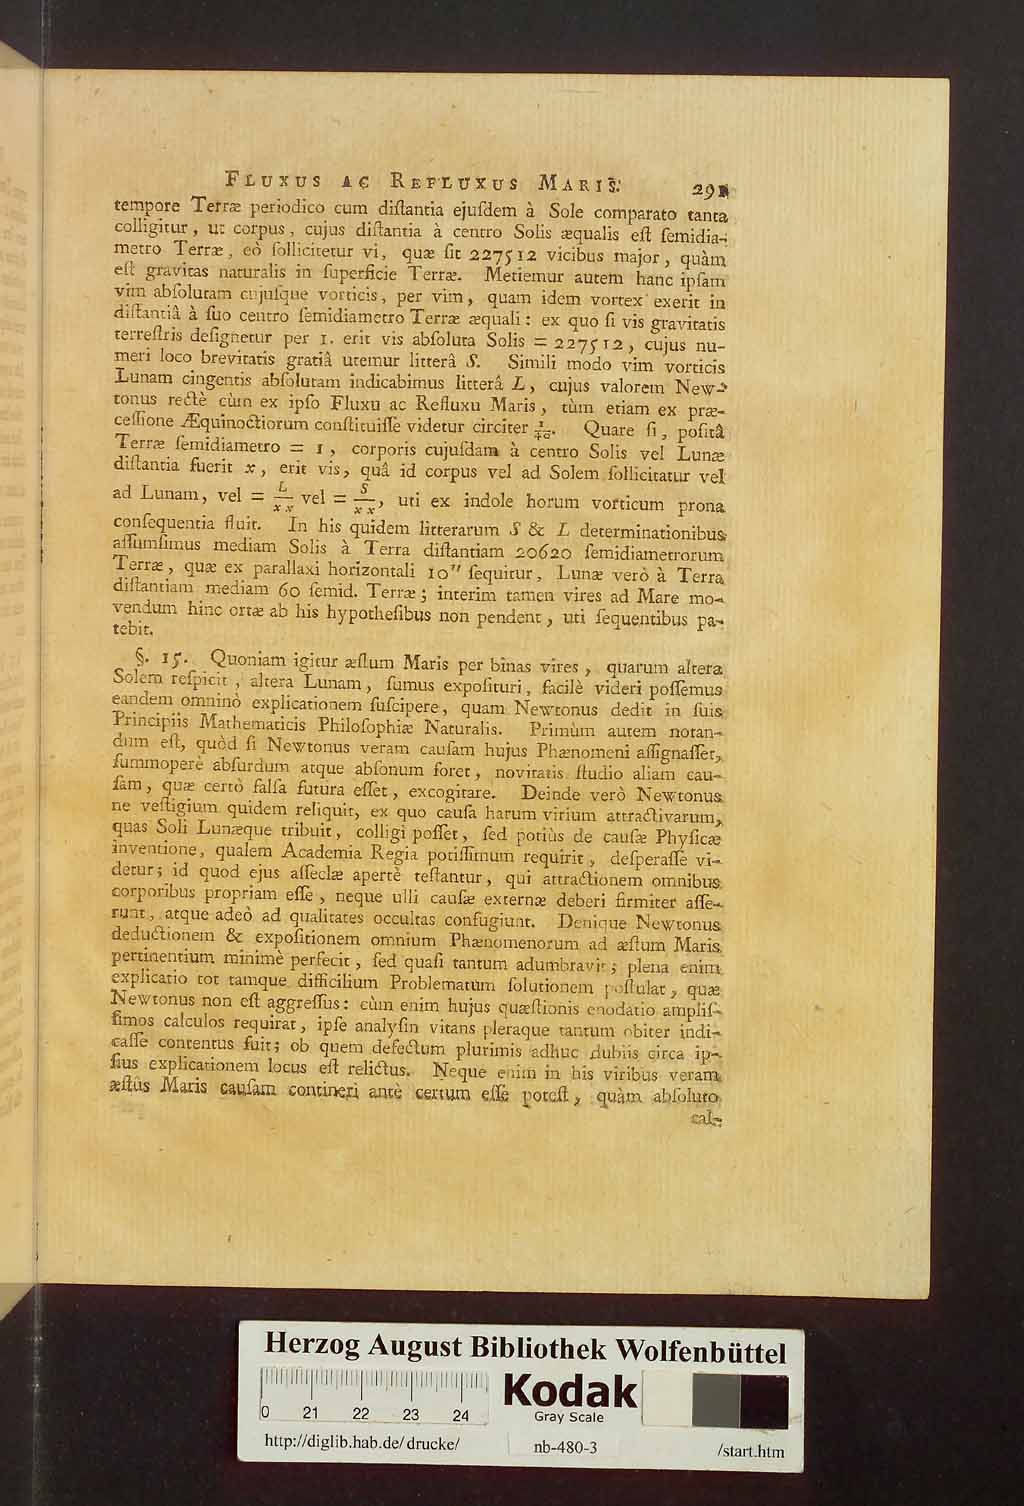 FLUXUS AC REFLUXUS MARIS. 291
tempore Terræ periodico cum diſtantia ejuſdem à Sole comparato tanta
colligitur, ut corpus, cujus diſtantia à centro Solis æqualis eſt ſemidia-
metro Terræ, eò ſollicitetur vi, quæ ſit 227512 vicibus major, quàm
eſt gravitas naturalis in ſuperficie Terræ. Metiemur autem hanc ipſam
vim abſolutam cujuſque vorticis, per vim, quam idem vortex exerit in
diſtantiâ à ſuo centro ſemidiametro Terræ æquali: ex quo ſi vis gravitatis
terreſtris deſignetur per 1. erit vis abſoluta Solis = 227512, cujus nu-
meri loco brevitatis gratiâ utemur litterâ S. Simili modo vim vorticis
Lunam cingentis abſolutam indicabimus litterâ L, cujus valorem New-
tonus rectè cùm ex ipſo Fluxu ac Refluxu Maris, tùm etiam ex præ-
ceſſione Æquinoctiorum conſtituiſſe videtur circiter 1/40. Quare ſi, poſitâ
Terræ ſemidiametro = 1, corporis cujuſdam à centro Solis vel Lunæ
diſtantia fuerit x, erit vis, quâ id corpus vel ad Solem ſollicitatur vel
ad Lunam, vel = L/xx vel = S/xx, uti ex indole horum vorticum prona
conſequentia fluit. In his quidem litterarum S & L determinationibus
aſſumſimus mediam Solis à Terra diſtantiam 20620 ſemidiametrorum
Terræ, quæ ex parallaxi horizontali 10″ ſequitur, Lunæ verò à Terra
diſtantiam mediam 60 ſemid. Terræ; interim tamen vires ad Mare mo-
vendum hinc ortæ ab his hypotheſibus non pendent, uti ſequentibus pa-
tebit.
§. 15. Quoniam igitur æſtum Maris per binas vires, quarum altera
Solem reſpicit, altera Lunam, ſumus expoſituri, facilè videri poſſemus
eandem omninò explicationem ſuſcipere, quam Newtonus dedit in ſuis
Principiis Mathematicis Philoſophiæ Naturalis. Primùm autem notan-
dum eſt, quòd ſi Newtonus veram cauſam hujus Phænomeni aſſignaſſet,
ſummoperè abſurdum atque abſonum foret, novitatis ſtudio aliam cau-
ſam, quæ certò falſa futura eſſet, excogitare. Deinde verò Newtonus
ne veſtigium quidem reliquit, ex quo cauſa harum virium attractivarum,
quas Soli Lunæque tribuit, colligi poſſet, ſed potiùs de cauſæ Phyſicæ
inventione, qualem Academia Regia potiſſimum requirit, deſperaſſe vi-
detur; id quod ejus aſſeclæ apertè teſtantur, qui attractionem omnibus
corporibus propriam eſſe, neque ulli cauſæ externæ deberi firmiter aſſe-
runt, atque adeò ad qualitates occultas confugiunt. Denique Newtonus
deductionem & expoſitionem omnium Phænomenorum ad æſtum Maris
pertinentium minimè perfecit, ſed quaſi tantum adumbravit; plena enim
explicatio tot tamque difficilium Problematum ſolutionem poſtulat, quæ
Newtonus non eſt aggreſſus: cùm enim hujus quæſtionis enodatio ampliſ-
ſimos calculos requirat, ipſe analyſin vitans pleraque tantum obiter indi-
caſſe contentus fuit; ob quem defectum plurimis adhuc dubiis circa ip-
ſius explicationem locus eſt relictus. Neque enim in his viribus veram
æſtûs Maris cauſam contineri antè certum eſſe poteſt, quàm abſoluto
cal-
Herzog August Bibliothek Wolfenbüttel
0 21 22 23 24
Kodak
Gray Scale
http://diglib.hab.de/drucke/ nb-480-3 /start.htm